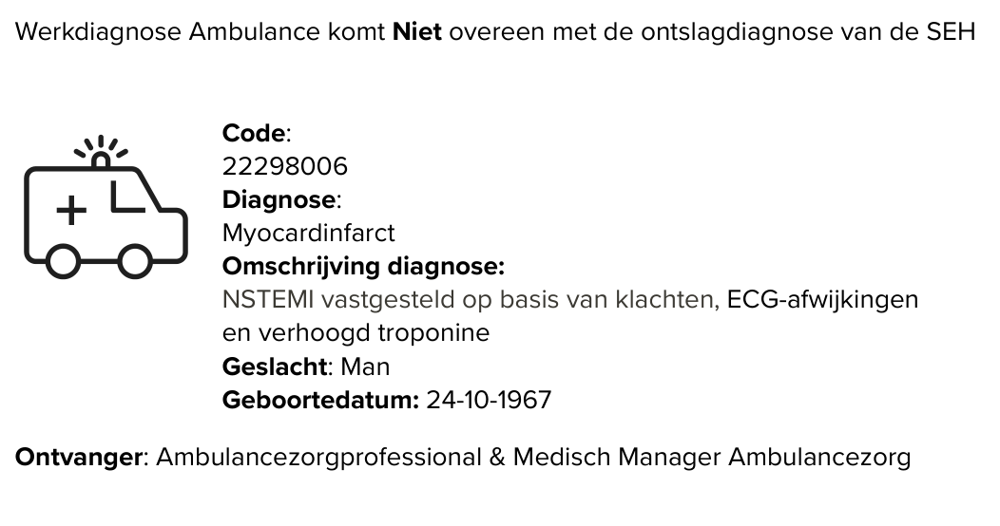 Werkdiagnose Ambulance komt Niet overeen met de ontslagdiagnose van de SEH
Code:
22298006
Diagnose:
Myocardinfarct
Omschrijving diagnose:
NSTEMI vastgesteld op basis van klachten, ECG-afwijkingen
en verhoogd troponine
Geslacht: Man
Geboortedatum: 24-10-1967
Ontvanger: Ambulancezorgprofessional & Medisch Manager Ambulancezorg